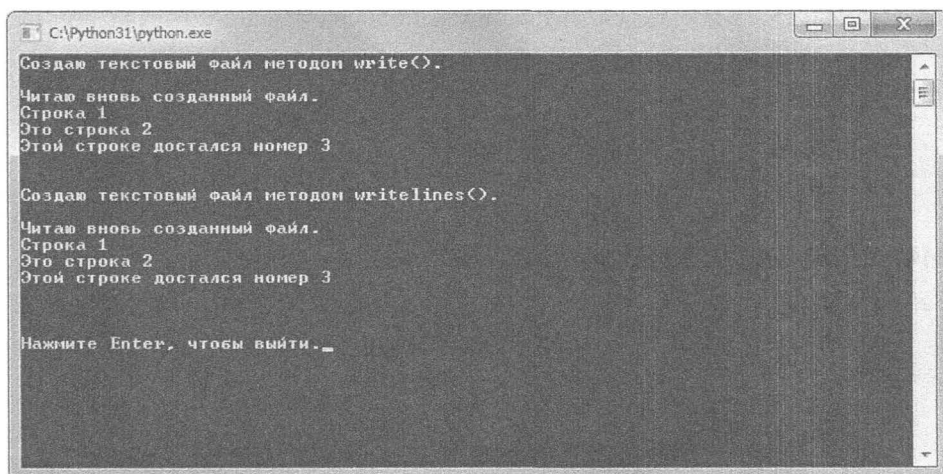 C:\Python31\python.exe
Создаю текстовый файл методом write().
Читаю вновь созданный файл.
Строка 1
Это строка 2
Этой строке достался номер 3
Создаю текстовый файл методом writelines().
Читаю вновь созданный файл.
Строка 1
Это строка 2
Этой строке достался номер 3
Нажмите Enter, чтобы выйти._